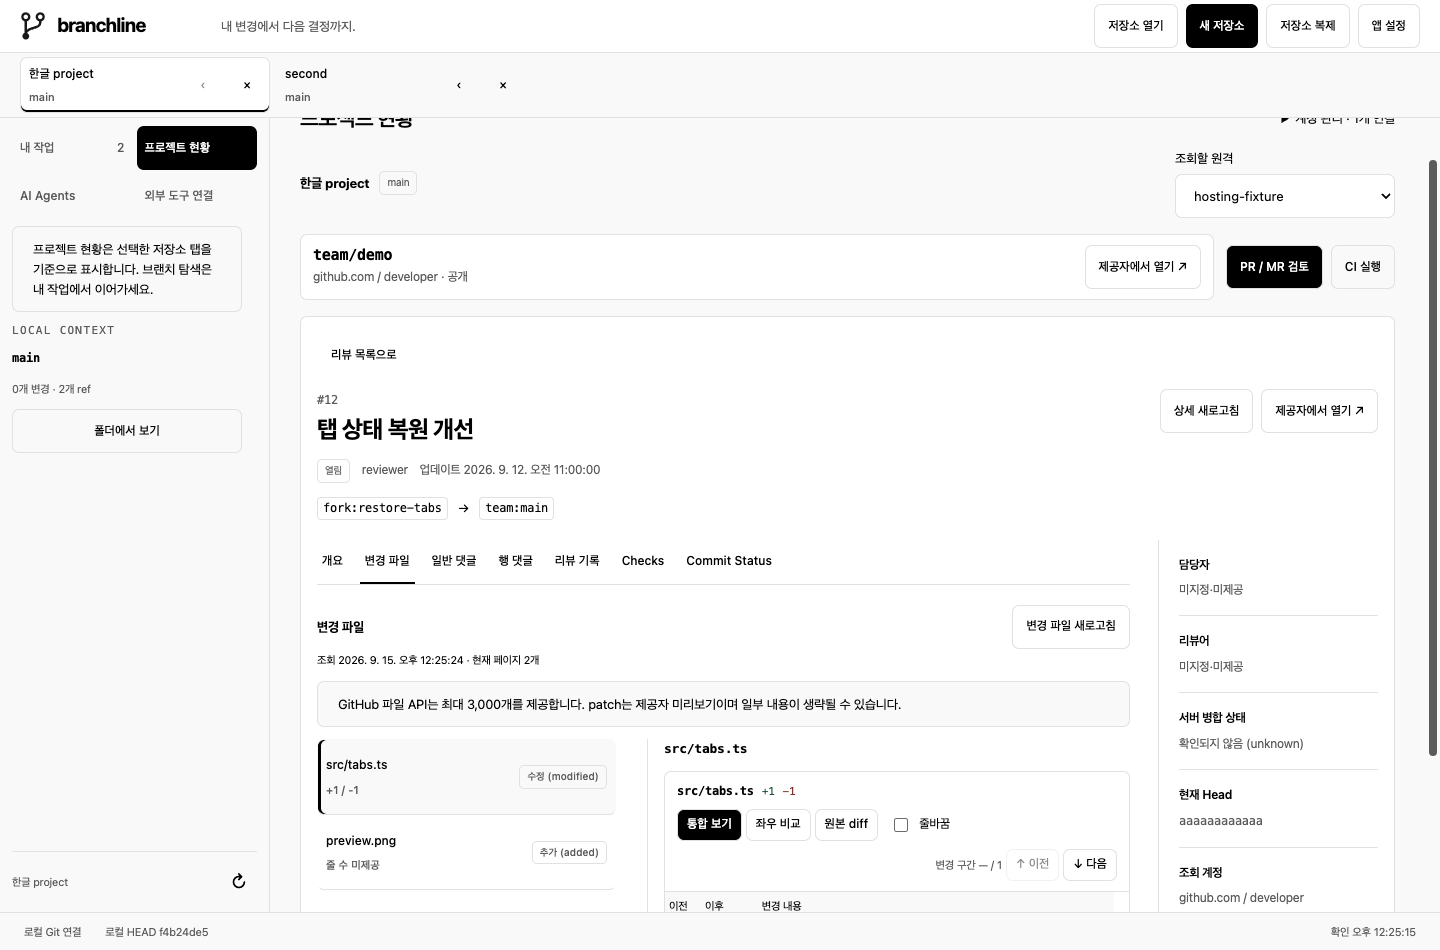 branchline
내 변경에서 다음 결정까지.
저장소 열기
새 저장소
저장소 복제
앱 설정
한글 project
main
‹
×
second
main
‹
×
내 작업
2
프로젝트 현황
AI Agents
외부 도구 연결
프로젝트 현황은 선택한 저장소 탭을
기준으로 표시합니다. 브랜치 탐색은
내 작업에서 이어가세요.
LOCAL CONTEXT
main
0개 변경 · 2개 ref
폴더에서 보기
한글 project
프로젝트 현황
▶ 계정 관리 · 1개 연결
한글 project
main
조회할 원격
hosting-fixture
team/demo
github.com / developer · 공개
제공자에서 열기 ↗
PR / MR 검토
CI 실행
리뷰 목록으로
#12
탭 상태 복원 개선
상세 새로고침
제공자에서 열기 ↗
열림
reviewer
업데이트 2026. 9. 12. 오전 11:00:00
fork:restore-tabs
→
team:main
개요
변경 파일
일반 댓글
행 댓글
리뷰 기록
Checks
Commit Status
변경 파일
변경 파일 새로고침
조회 2026. 9. 15. 오후 12:25:24 · 현재 페이지 2개
GitHub 파일 API는 최대 3,000개를 제공합니다. patch는 제공자 미리보기이며 일부 내용이 생략될 수 있습니다.
src/tabs.ts
+1 / -1
수정 (modified)
preview.png
줄 수 미제공
추가 (added)
src/tabs.ts
src/tabs.ts +1 −1
통합 보기
좌우 비교
원본 diff
줄바꿈
변경 구간 — / 1
↑ 이전
↓ 다음
이전
이후
변경 내용
담당자
미지정·미제공
리뷰어
미지정·미제공
서버 병합 상태
확인되지 않음 (unknown)
현재 Head
aaaaaaaaaaaa
조회 계정
github.com / developer
로컬 Git 연결
로컬 HEAD f4b24de5
확인 오후 12:25:15